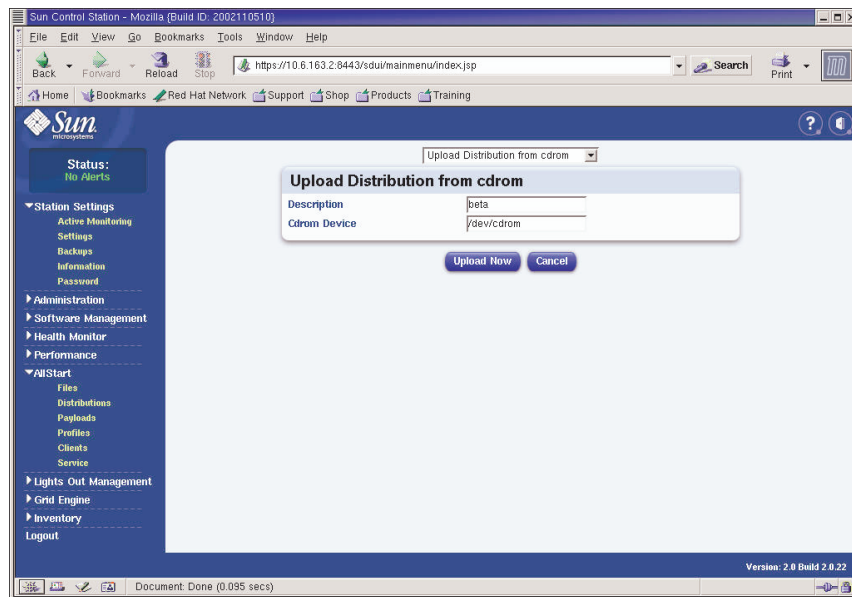 Sun Control Station - Mozilla {Build ID: 2002110510}
File Edit View Go Bookmarks Tools Window Help
Back Forward Reload Stop https://10.6.163.2:8443/sdui/mainmenu/index.jsp Search Print
Home Bookmarks Red Hat Network Support Shop Products Training
Sun
microsystems
?
Status:
No Alerts
Upload Distribution from cdrom
Upload Distribution from cdrom
Description beta
Cdrom Device /dev/cdrom
Upload Now Cancel
Station Settings
Active Monitoring
Settings
Backups
Information
Password
Administration
Software Management
Health Monitor
Performance
AllStart
Files
Distributions
Payloads
Profiles
Clients
Service
Lights Out Management
Grid Engine
Inventory
Logout
Version: 2.0 Build 2.0.22
Document: Done (0.095 secs)